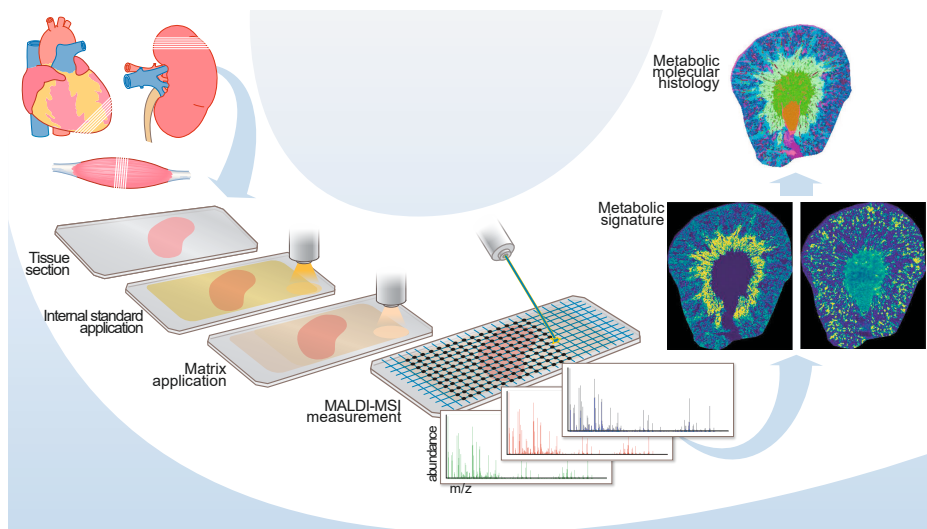 Metabolic
molecular
histology
Metabolic
signature
Tissue
section
Internal standard
application
Matrix
application
MALDI-MSI
measurement
abundance
m/z